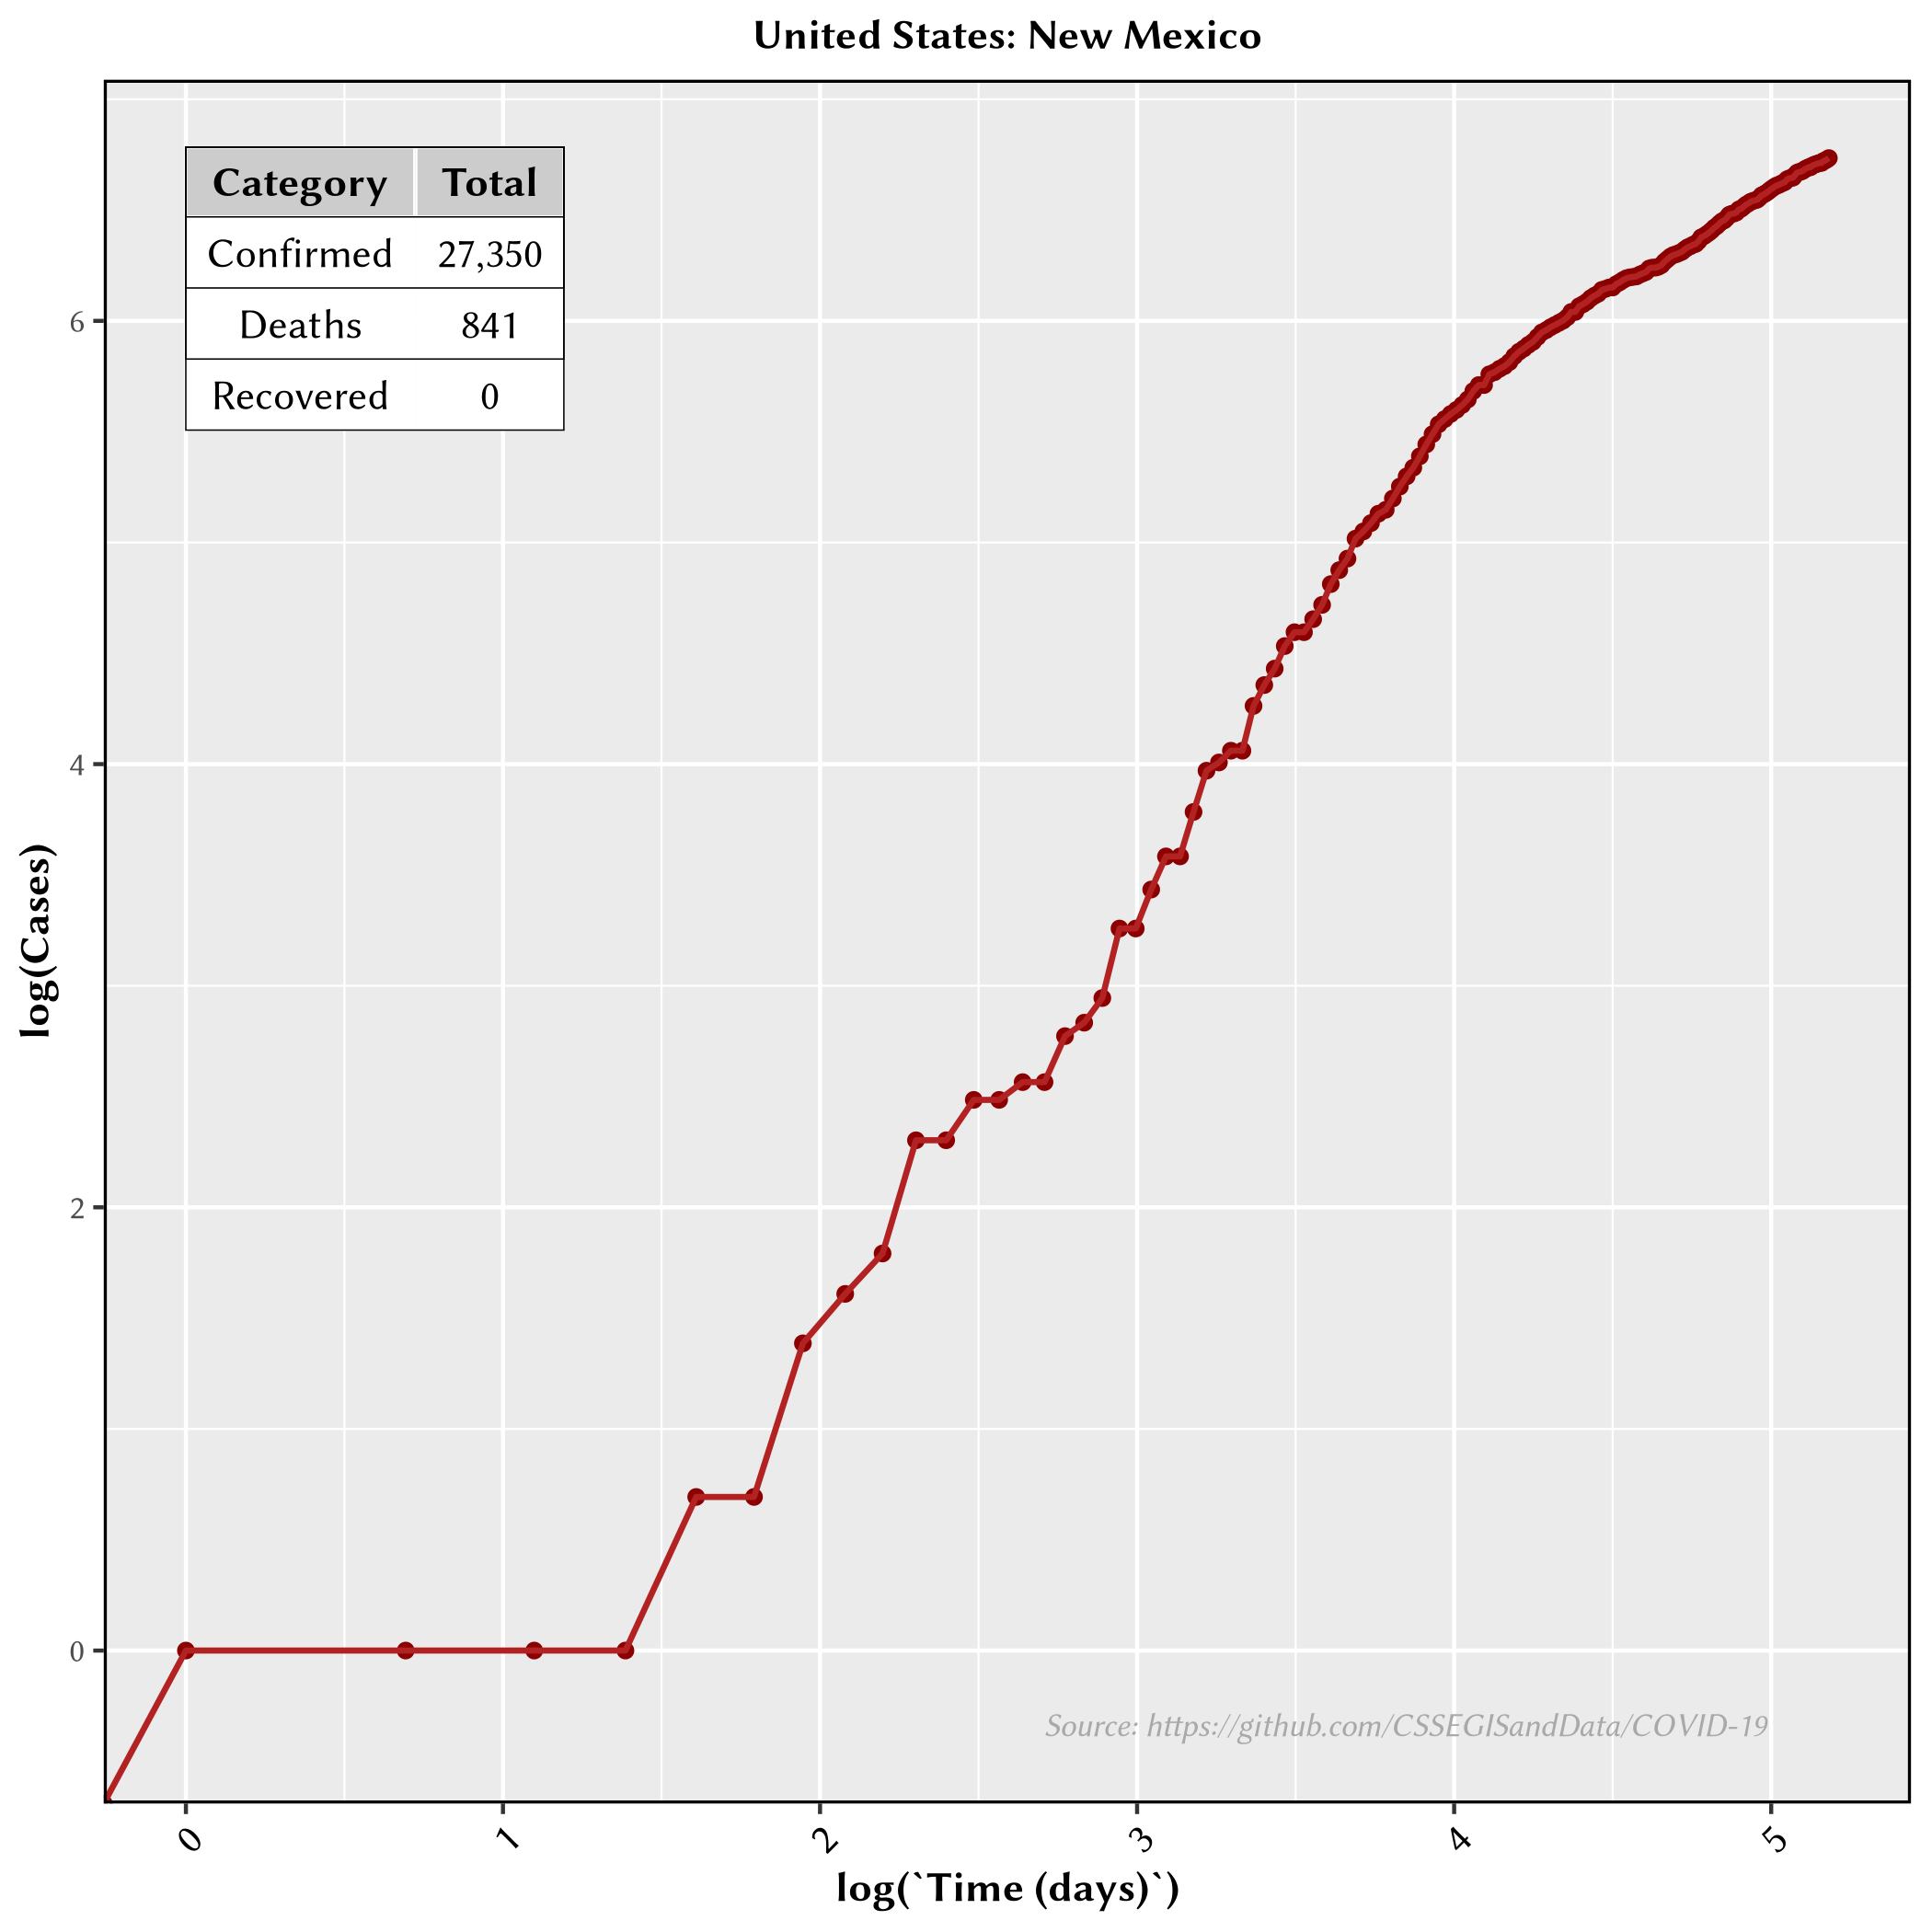 United States: New Mexico
Category Total
Confirmed 27,350
Deaths 841
Recovered 0
6
4
2
0
log(Cases)
Source: https://github.com/CSSEGISandData/COVID-19
0 1 2 3 4 5
log(`Time (days)`)